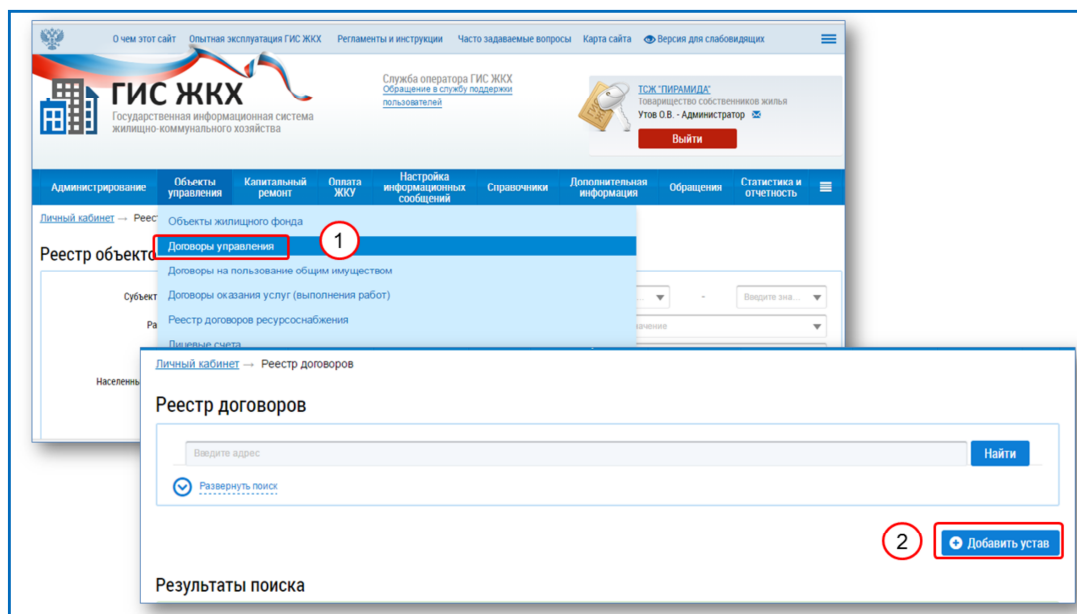 О чем этот сайт Опытная эксплуатация ГИС ЖКХ Регламенты и инструкции Часто задаваемые вопросы Карта сайта Версия для слабовидящих
ГИС ЖКХ
Государственная информационная система
жилищно-коммунального хозяйства
Служба оператора ГИС ЖКХ
Обращение в службу поддержки
пользователей
ТСЖ "ПИРАМИДА"
Товарищество собственников жилья
Утов О.В. - Администратор
Выйти
Администрирование
Объекты
управления
Капитальный
ремонт
Оплата
ЖКУ
Настройка
информационных
сообщений
Справочники
Дополнительная
информация
Обращения
Статистика и
отчетность
Личный кабинет → Реес
Реестр объекто
Объекты жилищного фонда
Договоры управления
1
Договоры на пользование общим имуществом
Договоры оказания услуг (выполнения работ)
Реестр договоров ресурсоснабжения
Лицевые счета
Субъект
... - Введите зна...
Ра
значение
Населенны
Личный кабинет → Реестр договоров
Реестр договоров
Введите адрес
Найти
Развернуть поиск
2
Добавить устав
Результаты поиска